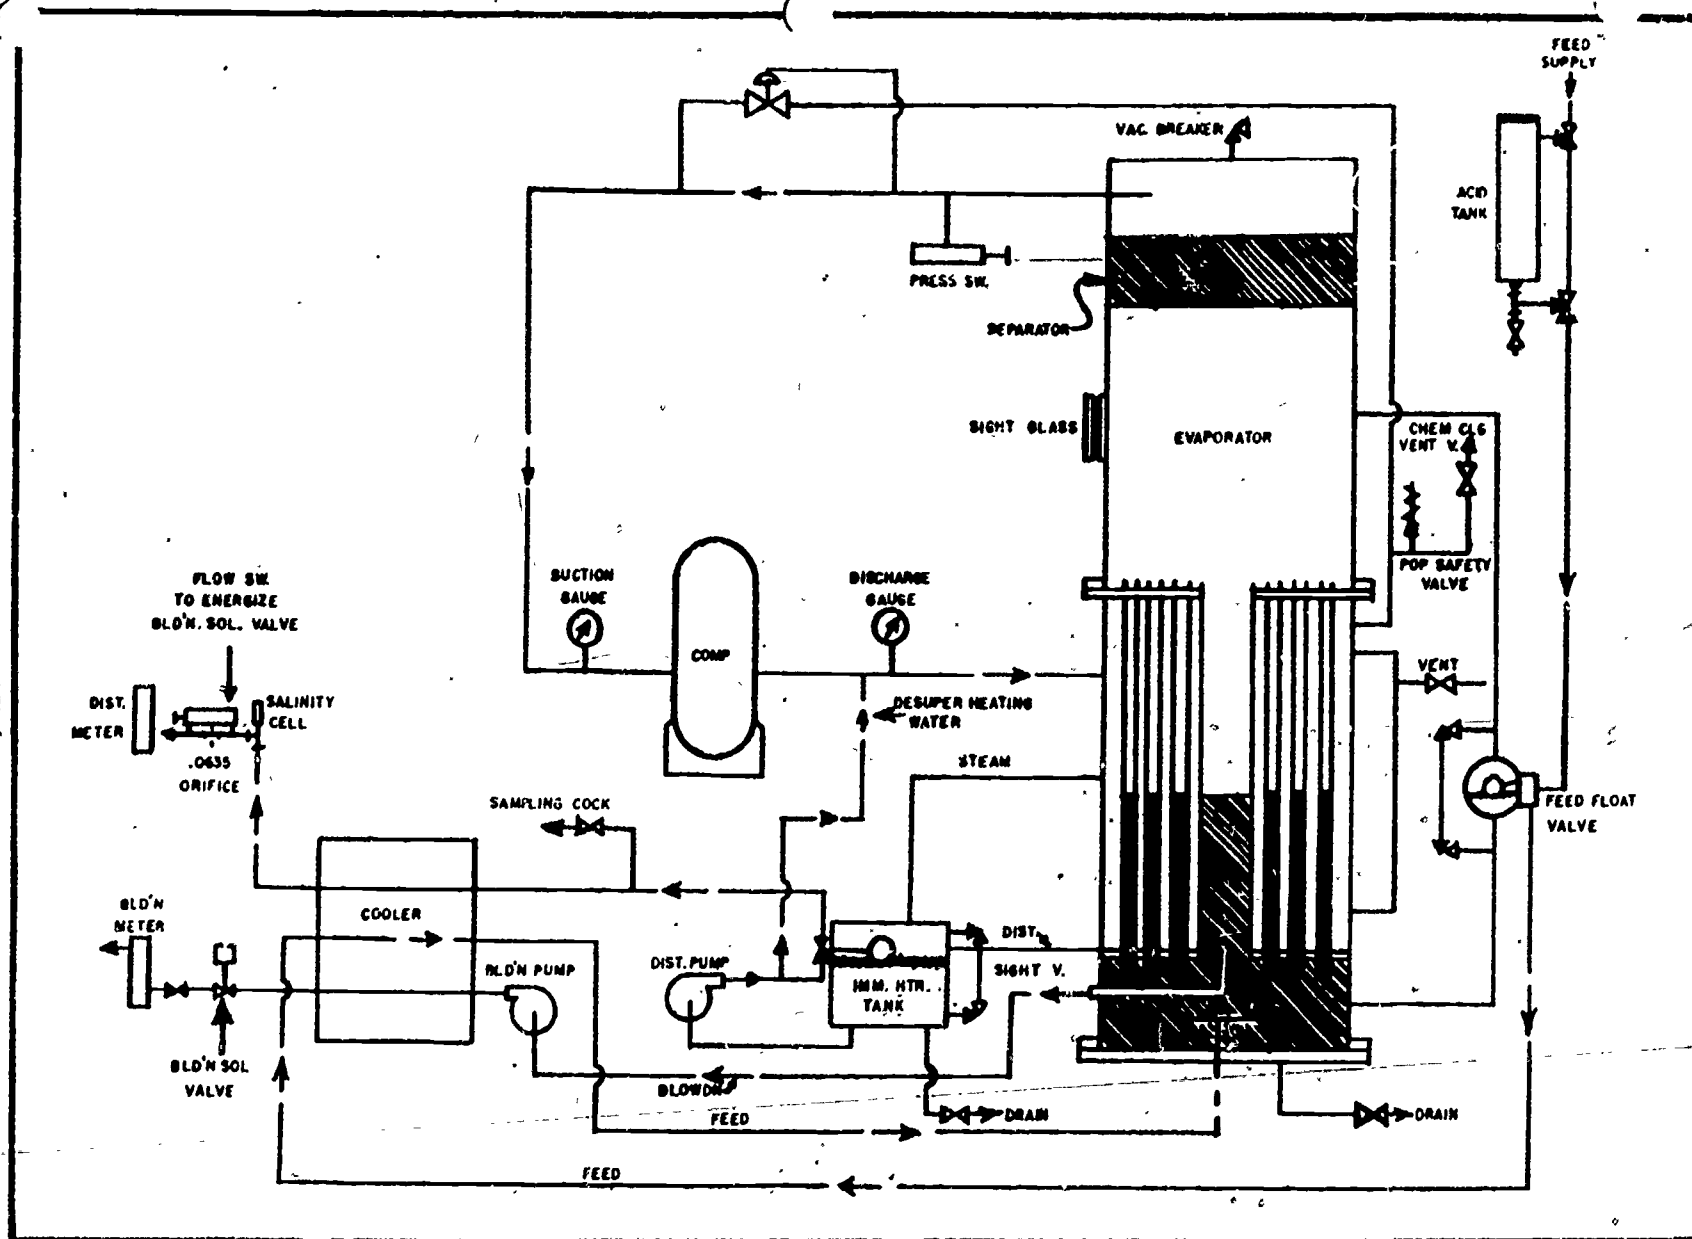 FEED
SUPPLY
VAC. BREAKER
ACID
TANK
PRESS SW.
SEPARATOR
SIGHT GLASS
EVAPORATOR
CHEM CLG
VENT V.
POP SAFETY
VALVE
FLOW SW.
TO ENERGIZE
BLD'N. SOL. VALVE
SUCTION
GAUGE
DISCHARGE
GAUGE
COMP
VENT
DIST.
METER
SALINITY
CELL
DESUPER HEATING
WATER
.0635
ORIFICE
STEAM
SAMPLING COCK
FEED FLOAT
VALVE
BLD'N
METER
COOLER
DIST.
DIST. PUMP
BLD'N PUMP
SIGHT V.
IMM. HTR.
TANK
BLD'N SOL
VALVE
BLOWDN
FEED
DRAIN
DRAIN
FEED